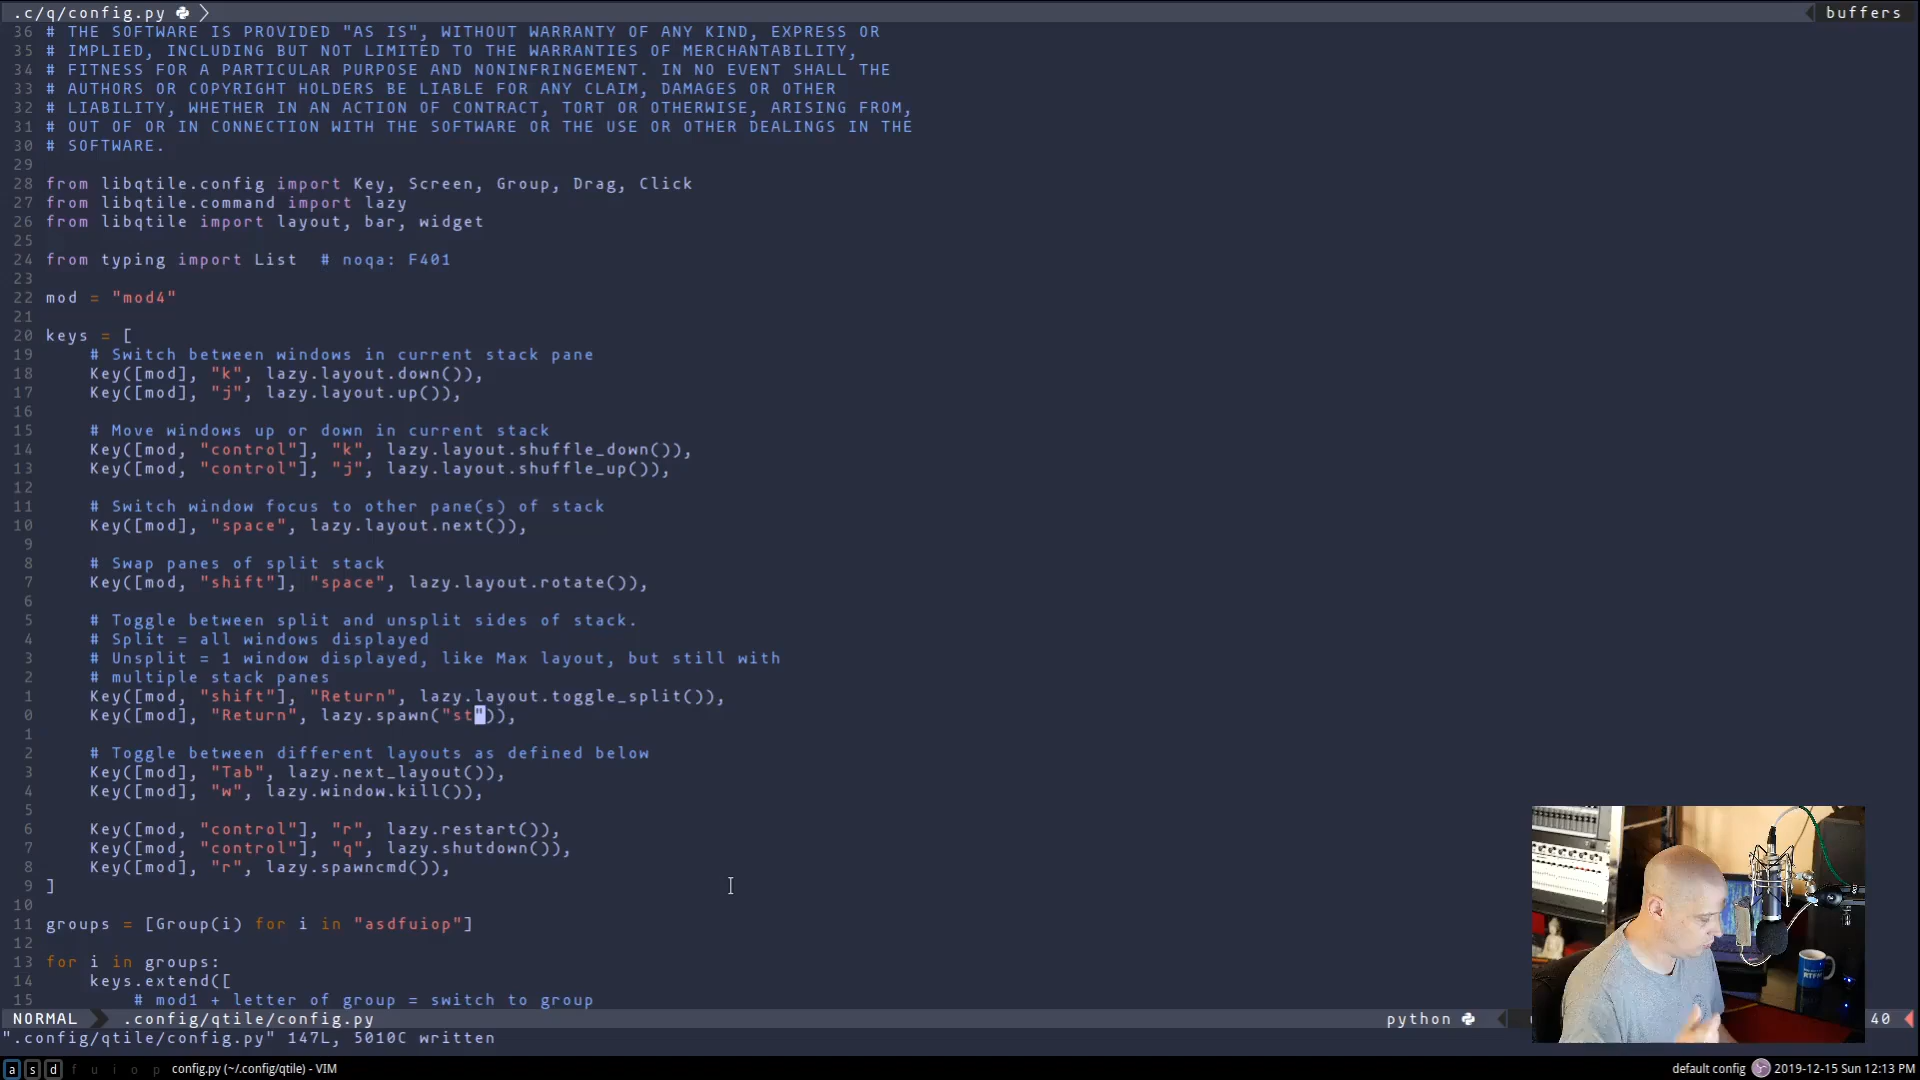 .c/q/config.py
buffers
36 # THE SOFTWARE IS PROVIDED "AS IS", WITHOUT WARRANTY OF ANY KIND, EXPRESS OR
35 # IMPLIED, INCLUDING BUT NOT LIMITED TO THE WARRANTIES OF MERCHANTABILITY,
34 # FITNESS FOR A PARTICULAR PURPOSE AND NONINFRINGEMENT. IN NO EVENT SHALL THE
33 # AUTHORS OR COPYRIGHT HOLDERS BE LIABLE FOR ANY CLAIM, DAMAGES OR OTHER
32 # LIABILITY, WHETHER IN AN ACTION OF CONTRACT, TORT OR OTHERWISE, ARISING FROM,
31 # OUT OF OR IN CONNECTION WITH THE SOFTWARE OR THE USE OR OTHER DEALINGS IN THE
30 # SOFTWARE.
29
28 from libqtile.config import Key, Screen, Group, Drag, Click
27 from libqtile.command import lazy
26 from libqtile import layout, bar, widget
25
24 from typing import List  # noqa: F401
23
22 mod = "mod4"
21
20 keys = [
19     # Switch between windows in current stack pane
18     Key([mod], "k", lazy.layout.down()),
17     Key([mod], "j", lazy.layout.up()),
16
15     # Move windows up or down in current stack
14     Key([mod, "control"], "k", lazy.layout.shuffle_down()),
13     Key([mod, "control"], "j", lazy.layout.shuffle_up()),
12
11     # Switch window focus to other pane(s) of stack
10     Key([mod], "space", lazy.layout.next()),
9
8     # Swap panes of split stack
7     Key([mod, "shift"], "space", lazy.layout.rotate()),
6
5     # Toggle between split and unsplit sides of stack.
4     # Split = all windows displayed
3     # Unsplit = 1 window displayed, like Max layout, but still with
2     # multiple stack panes
1     Key([mod, "shift"], "Return", lazy.layout.toggle_split()),
0     Key([mod], "Return", lazy.spawn("st")),
1
2     # Toggle between different layouts as defined below
3     Key([mod], "Tab", lazy.next_layout()),
4     Key([mod], "w", lazy.window.kill()),
5
6     Key([mod, "control"], "r", lazy.restart()),
7     Key([mod, "control"], "q", lazy.shutdown()),
8     Key([mod], "r", lazy.spawncmd()),
9 ]
10
11 groups = [Group(i) for i in "asdfuiop"]
12
13 for i in groups:
14     keys.extend([
15         # mod1 + letter of group = switch to group
NORMAL .config/qtile/config.py python 40
".config/qtile/config.py" 147L, 5010C written
a s d f u i o p config.py (~/.config/qtile) - VIM default config 2019-12-15 Sun 12:13 PM
RTFM